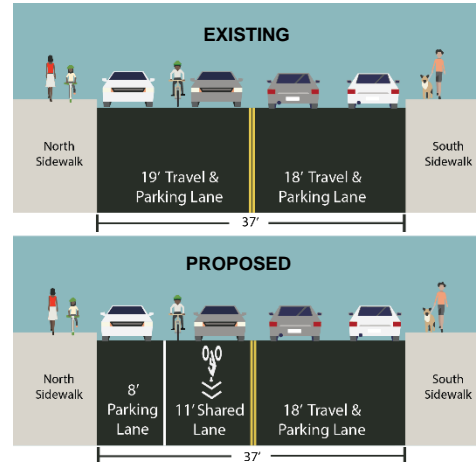 EXISTING
North
Sidewalk
19' Travel &
Parking Lane
18' Travel &
Parking Lane
South
Sidewalk
37'
PROPOSED
North
Sidewalk
8'
Parking
Lane
11' Shared
Lane
18' Travel &
Parking Lane
South
Sidewalk
37'